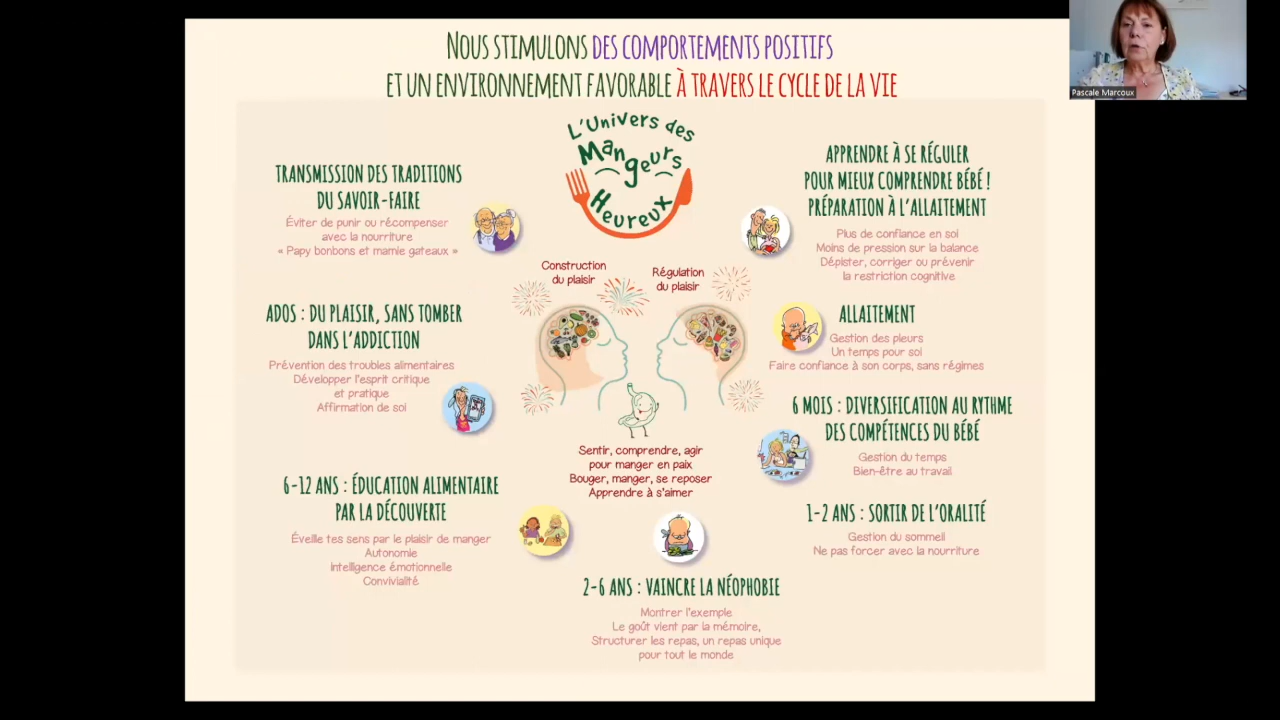 Nous stimulons des comportements positifs
et un environnement favorable à travers le cycle de la vie
Pascale Marcoux
L'Univers des
Mangeurs
Heureux
Transmission des traditions
du savoir-faire
Éviter de punir ou récompenser
avec la nourriture
« Papy bonbons et mamie gateaux »
Apprendre à se réguler
pour mieux comprendre bébé !
Préparation à l'allaitement
Plus de confiance en soi
Moins de pression sur la balance
Dépister, corriger ou prévenir
la restriction cognitive
Construction
du plaisir
Régulation
du plaisir
Ados : du plaisir, sans tomber
dans l'addiction
Prévention des troubles alimentaires
Développer l'esprit critique
et pratique
Affirmation de soi
Allaitement
Gestion des pleurs
Un temps pour soi
Faire confiance à son corps, sans régimes
6 mois : diversification au rythme
des compétences du bébé
Gestion du temps
Bien-être au travail
Sentir, comprendre, agir
pour manger en paix
Bouger, manger, se reposer
Apprendre à s'aimer
6-12 ans : éducation alimentaire
par la découverte
Éveille tes sens par le plaisir de manger
Autonomie
Intelligence émotionnelle
Convivialité
1-2 ans : sortir de l'oralité
Gestion du sommeil
Ne pas forcer avec la nourriture
2-6 ans : vaincre la néophobie
Montrer l'exemple
Le goût vient par la mémoire,
Structurer les repas, un repas unique
pour tout le monde